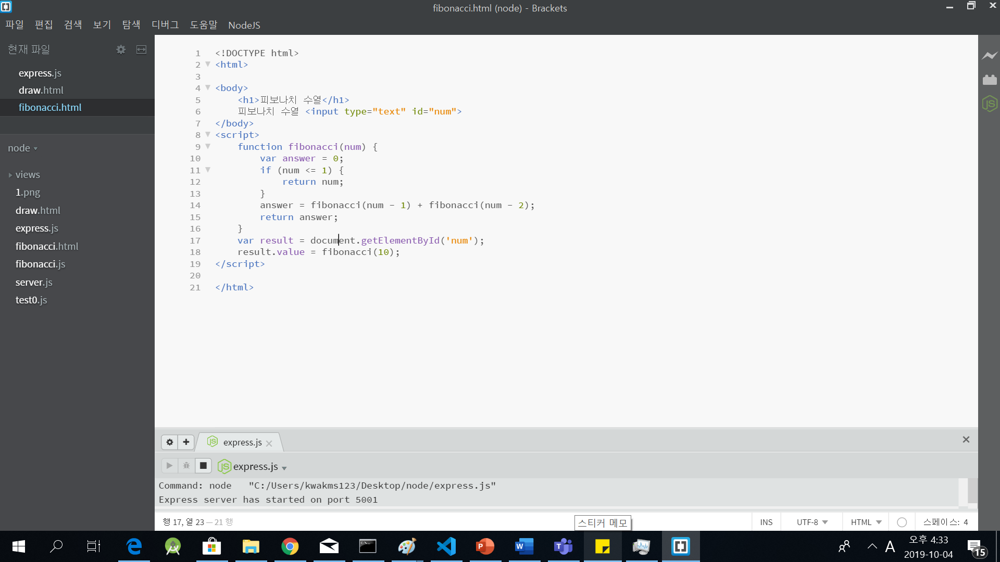 fibonacci.html (node) - Brackets
파일 편집 검색 보기 탐색 디버그 도움말 NodeJS
현재 파일
express.js
draw.html
fibonacci.html
node
views
1.png
draw.html
express.js
fibonacci.html
fibonacci.js
server.js
test0.js
1 <!DOCTYPE html>
2 <html>
3
4 <body>
5 <h1>피보나치 수열</h1>
6 피보나치 수열 <input type="text" id="num">
7 </body>
8 <script>
9 function fibonacci(num) {
10 var answer = 0;
11 if (num <= 1) {
12 return num;
13 }
14 answer = fibonacci(num - 1) + fibonacci(num - 2);
15 return answer;
16 }
17 var result = document.getElementById('num');
18 result.value = fibonacci(10);
19 </script>
20
21 </html>
express.js
express.js
Command: node "C:/Users/kwakms123/Desktop/node/express.js"
Express server has started on port 5001
행 17, 열 23 — 21 행
스티커 메모
INS UTF-8 HTML 스페이스: 4
A
오후 4:33
2019-10-04
15